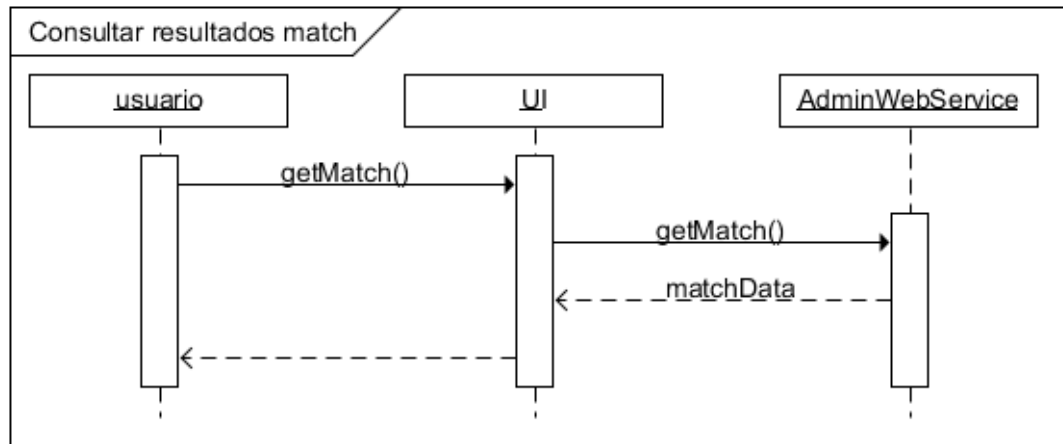 Consultar resultados match
usuario
UI
AdminWebService
getMatch()
getMatch()
matchData